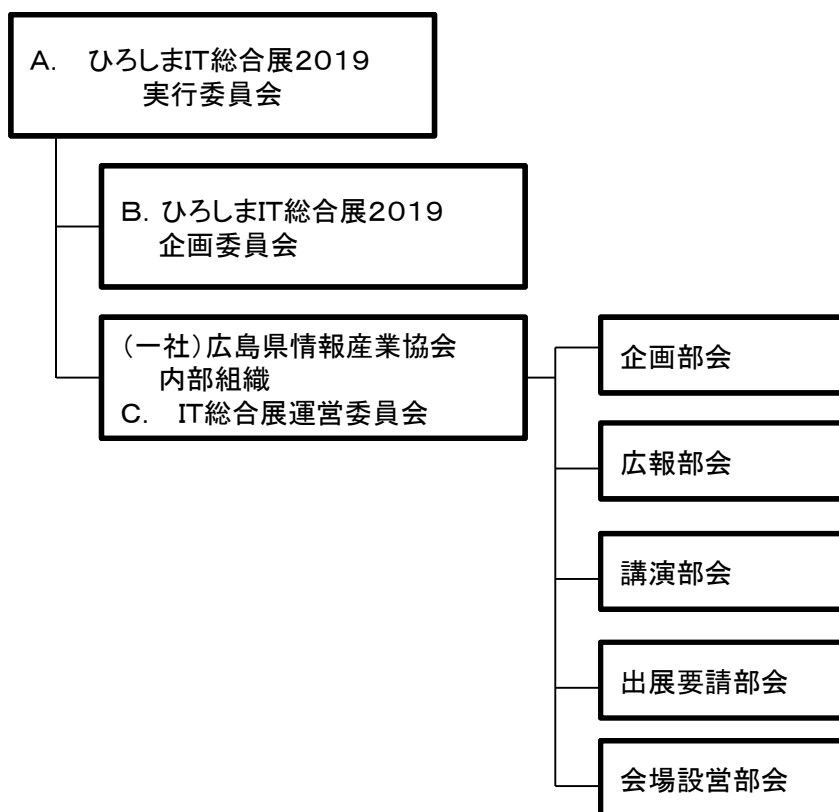 A.　ひろしまIT総合展2019
実行委員会
B. ひろしまIT総合展2019
企画委員会
(一社)広島県情報産業協会
内部組織
C.　IT総合展運営委員会
企画部会
広報部会
講演部会
出展要請部会
会場設営部会